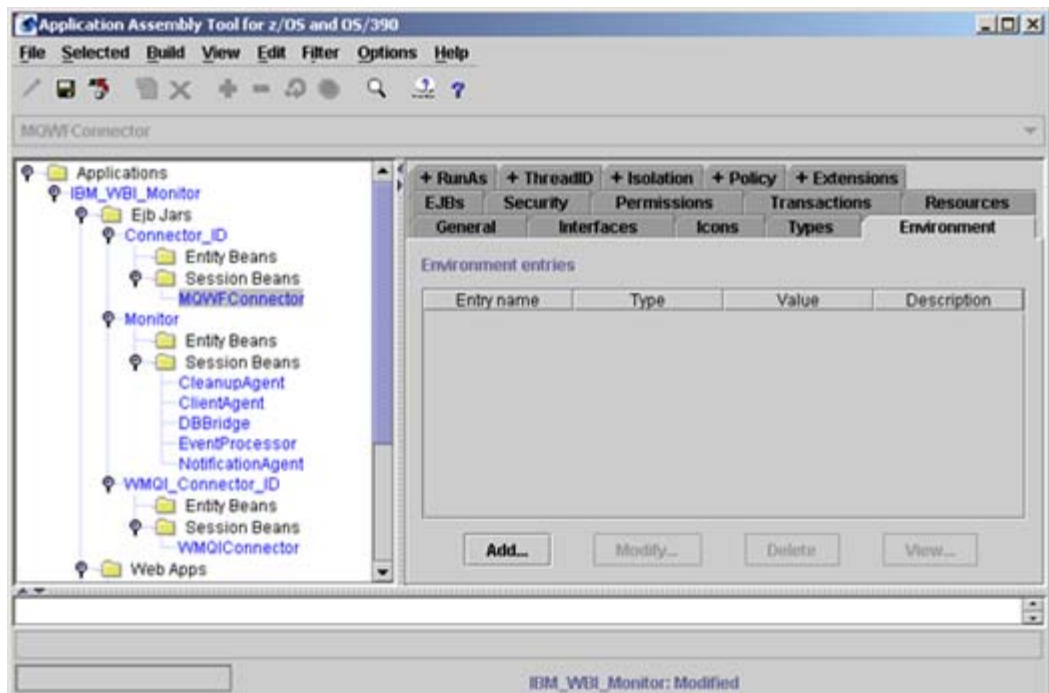 Application Assembly Tool for z/OS and OS/390
File Selected Build View Edit Filter Options Help
MQWFConnector
Applications
IBM_WBI_Monitor
Ejb Jars
Connector_ID
Entity Beans
Session Beans
MQWFConnector
Monitor
Entity Beans
Session Beans
CleanupAgent
ClientAgent
DBBridge
EventProcessor
NotificationAgent
WMQI_Connector_ID
Entity Beans
Session Beans
WMQIConnector
Web Apps
+ RunAs + ThreadID + Isolation + Policy + Extensions
EJBs Security Permissions Transactions Resources
General Interfaces Icons Types Environment
Environment entries
Entry name Type Value Description
Add... Modify... Delete View...
IBM_WBI_Monitor: Modified